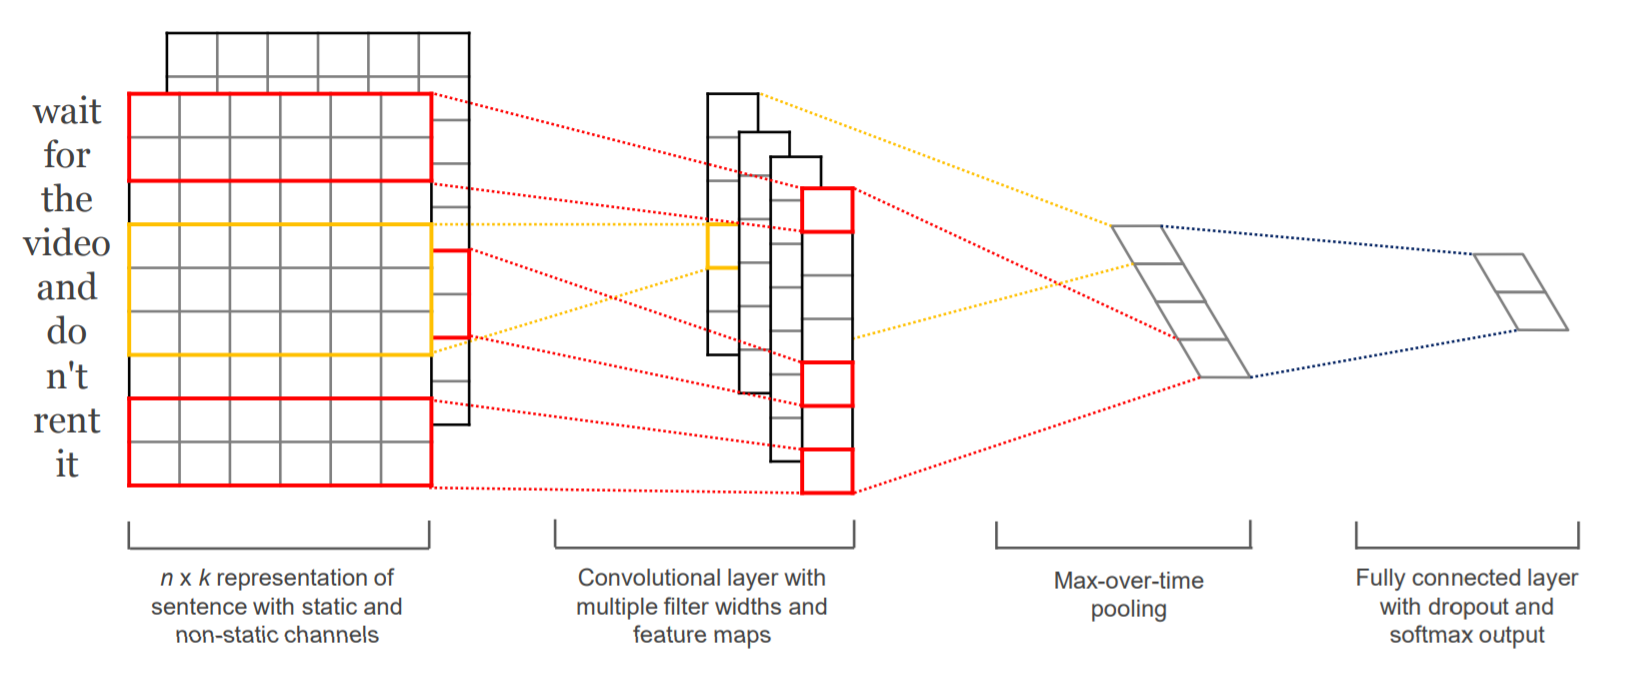 wait
for
the
video
and
do
n't
rent
it
n x k representation of
sentence with static and
non-static channels
Convolutional layer with
multiple filter widths and
feature maps
Max-over-time
pooling
Fully connected layer
with dropout and
softmax output